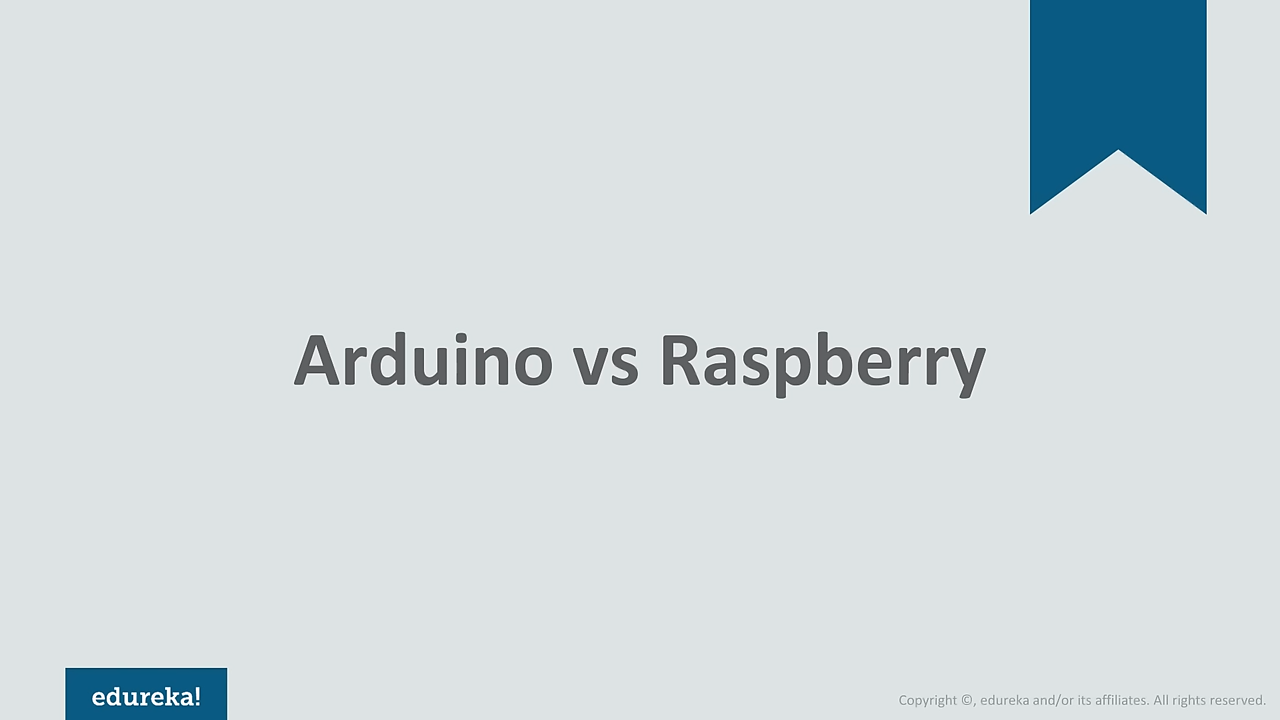 Arduino vs Raspberry
edureka!
Copyright ©, edureka and/or its affiliates. All rights reserved.